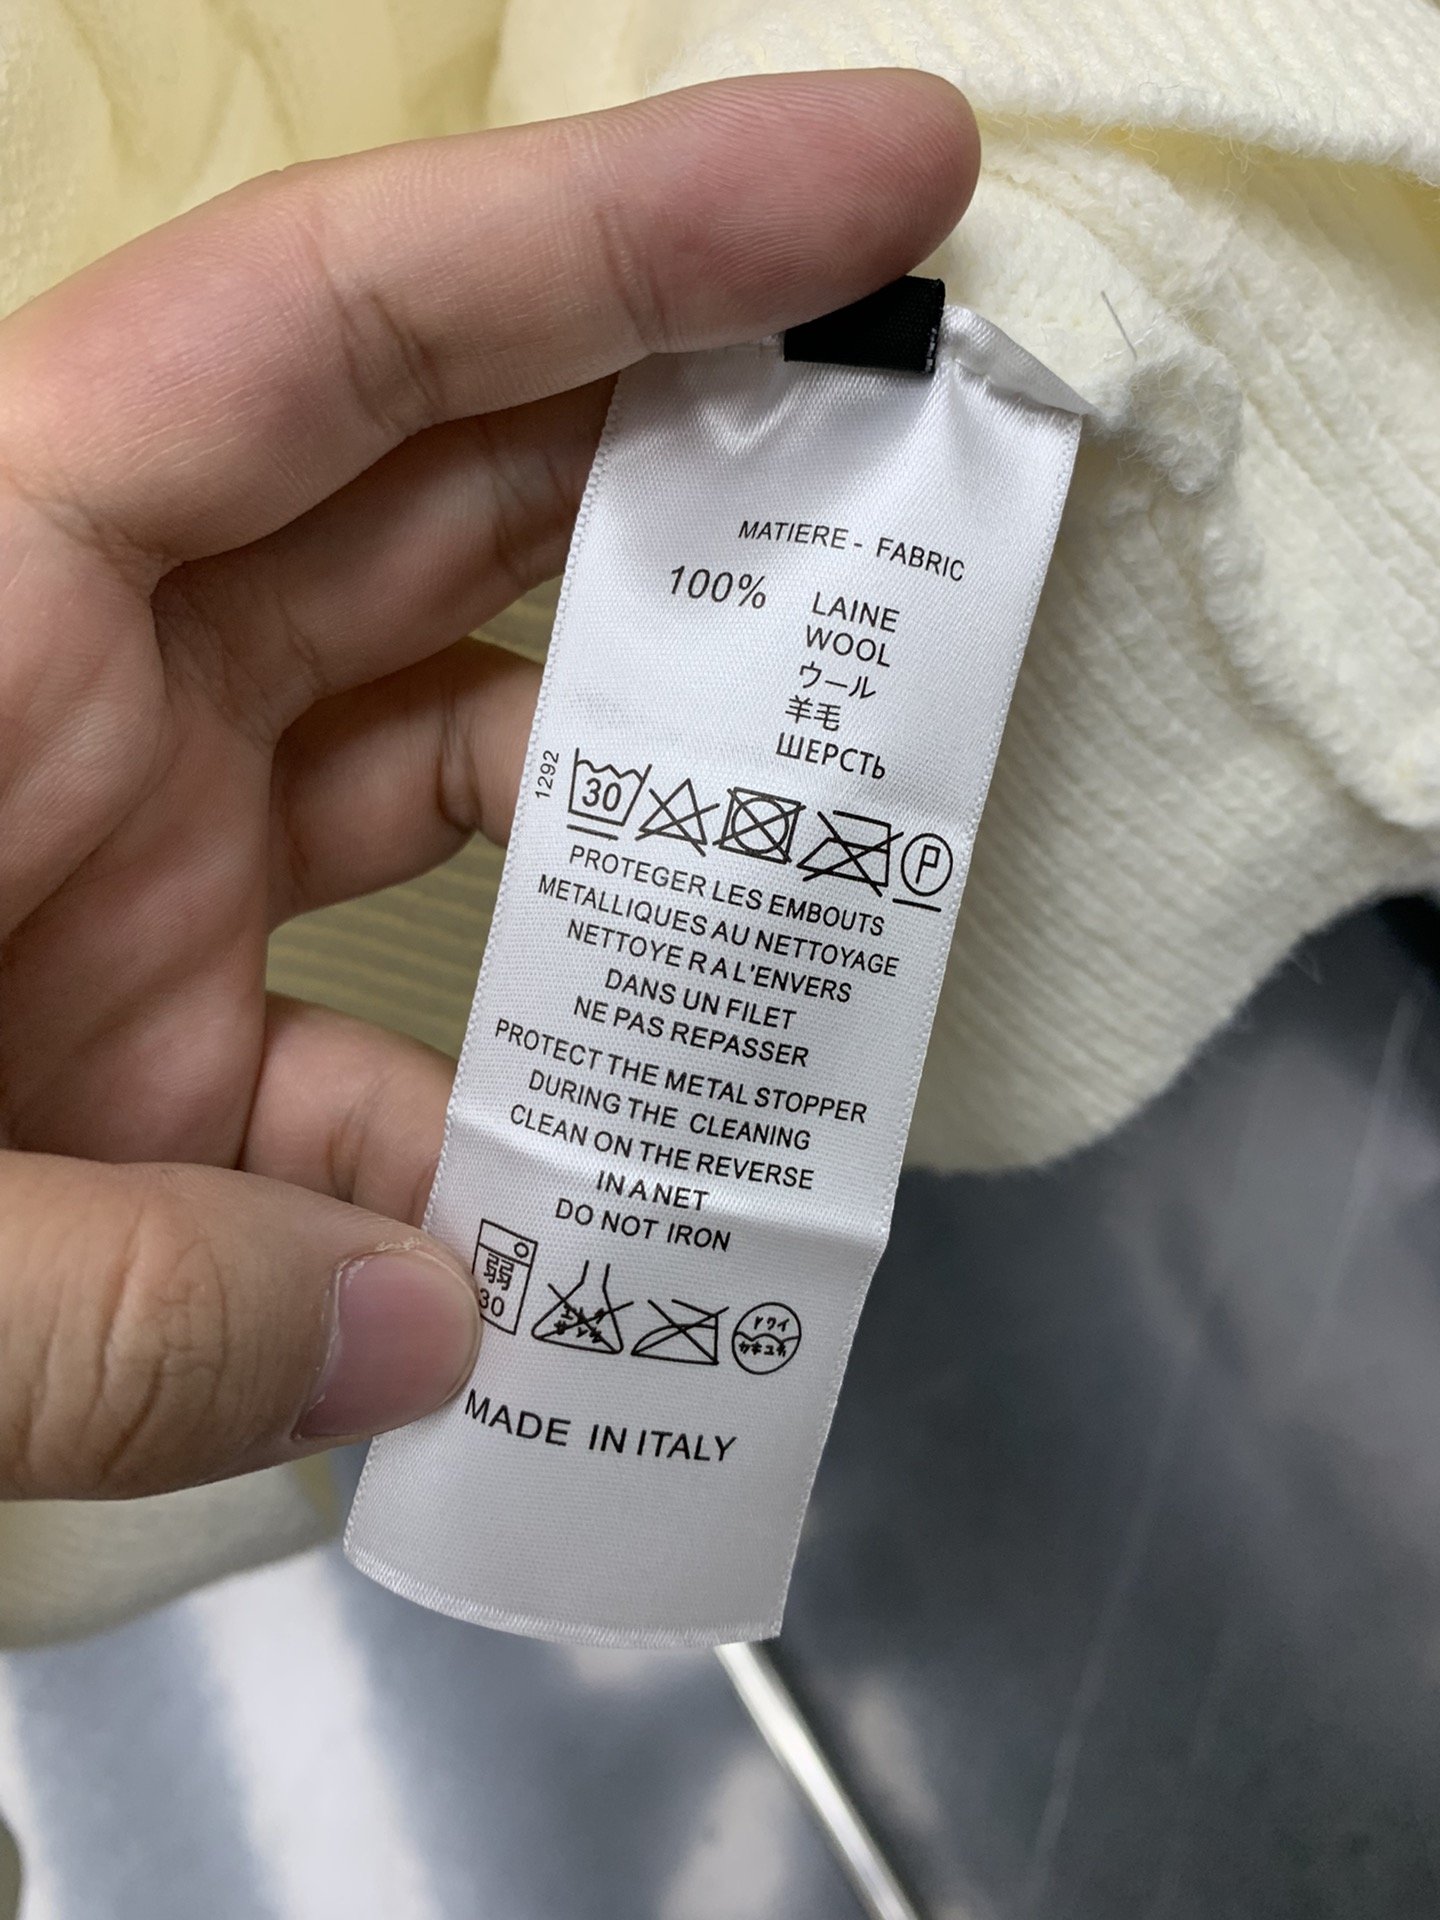 MATIERE - FABRIC
100% LAINE
WOOL
ウール
羊毛
ШЕРСТЬ
1292
30
P
PROTEGER LES EMBOUTS
METALLIQUES AU NETTOYAGE
NETTOYE R A L'ENVERS
DANS UN FILET
NE PAS REPASSER
PROTECT THE METAL STOPPER
DURING THE CLEANING
CLEAN ON THE REVERSE
IN A NET
DO NOT IRON
弱
30
MADE IN ITALY